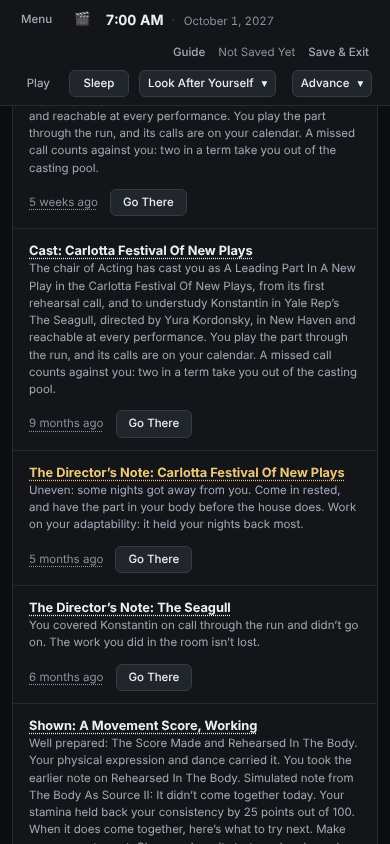 Menu 🎬 7:00 AM · October 1, 2027
Guide Not Saved Yet Save & Exit
Play Sleep Look After Yourself ▾ Advance ▾
and reachable at every performance. You play the part
through the run, and its calls are on your calendar. A missed
call counts against you: two in a term take you out of the
casting pool.
5 weeks ago Go There
Cast: Carlotta Festival Of New Plays
The chair of Acting has cast you as A Leading Part In A New
Play in the Carlotta Festival Of New Plays, from its first
rehearsal call, and to understudy Konstantin in Yale Rep’s
The Seagull, directed by Yura Kordonsky, in New Haven and
reachable at every performance. You play the part through
the run, and its calls are on your calendar. A missed call
counts against you: two in a term take you out of the casting
pool.
9 months ago Go There
The Director’s Note: Carlotta Festival Of New Plays
Uneven: some nights got away from you. Come in rested,
and have the part in your body before the house does. Work
on your adaptability: it held your nights back most.
5 months ago Go There
The Director’s Note: The Seagull
You covered Konstantin on call through the run and didn’t go
on. The work you did in the room isn’t lost.
6 months ago Go There
Shown: A Movement Score, Working
Well prepared: The Score Made and Rehearsed In The Body.
Your physical expression and dance carried it. You took the
earlier note on Rehearsed In The Body. Simulated note from
The Body As Source II: It didn’t come together today. Your
stamina held back your consistency by 25 points out of 100.
When it does come together, here’s what to try next. Make